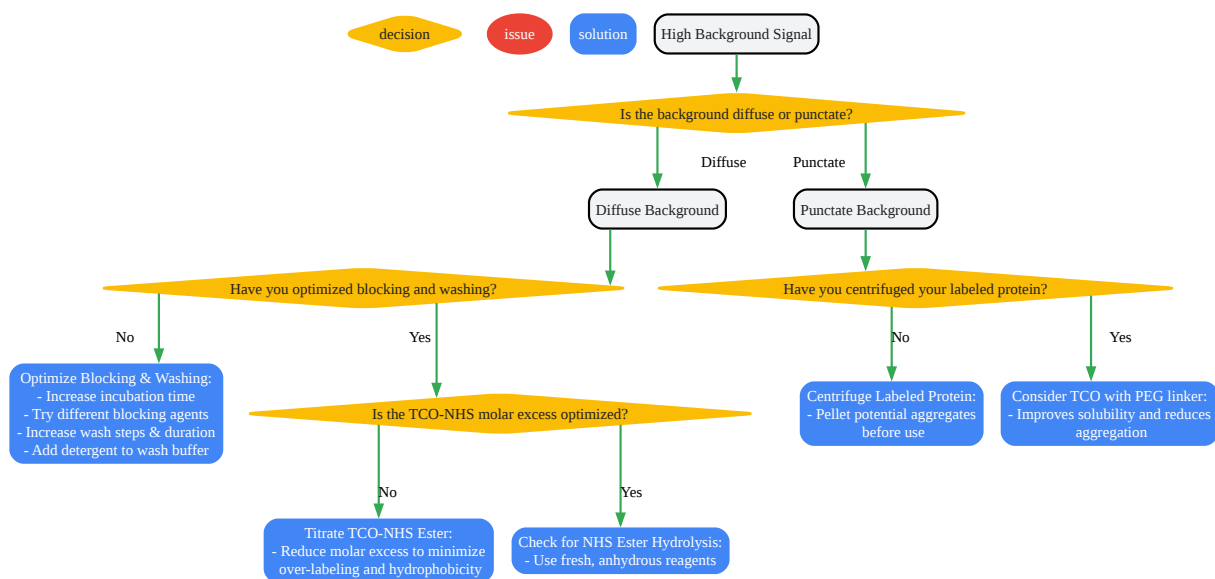 decision
issue
solution
High Background Signal
Is the background diffuse or punctate?
Diffuse
Punctate
Diffuse Background
Punctate Background
Have you optimized blocking and washing?
Have you centrifuged your labeled protein?
No
Yes
No
Yes
Optimize Blocking & Washing:
- Increase incubation time
- Try different blocking agents
- Increase wash steps & duration
- Add detergent to wash buffer
Is the TCO-NHS molar excess optimized?
Centrifuge Labeled Protein:
- Pellet potential aggregates
before use
Consider TCO with PEG linker:
- Improves solubility and reduces
aggregation
No
Yes
Titrate TCO-NHS Ester:
- Reduce molar excess to minimize
over-labeling and hydrophobicity
Check for NHS Ester Hydrolysis:
- Use fresh, anhydrous reagents